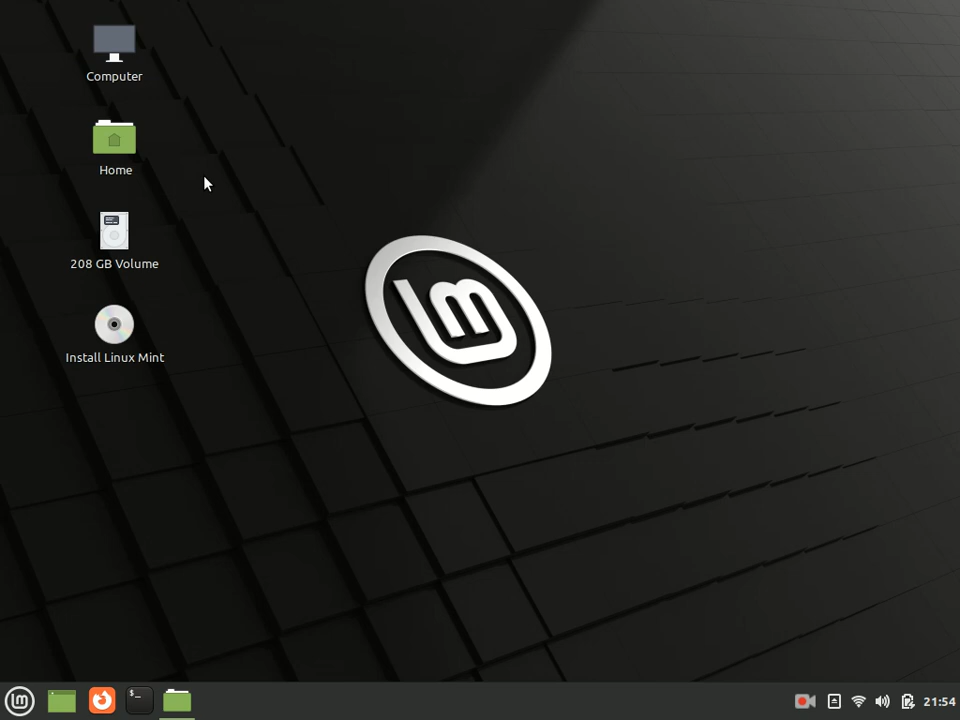 Computer
Home
208 GB Volume
Install Linux Mint
$_
21:54